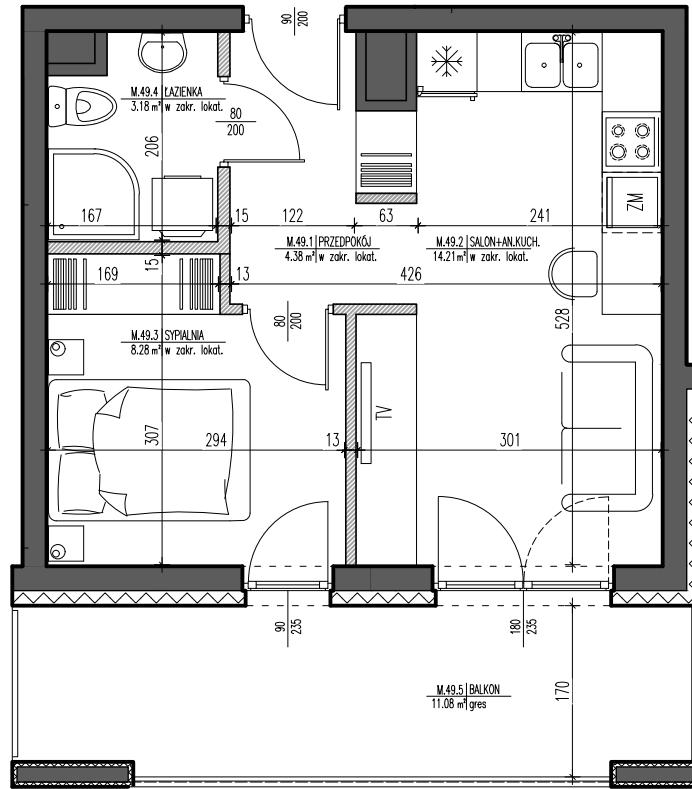 90
200
M.49.4 ŁAZIENKA
3.18 m² w zakr. lokat.
80
200
206
ZM
167
15
122
63
241
M.49.1 PRZEDPOKÓJ
4.38 m² w zakr. lokat.
M.49.2 SALON+AN.KUCH.
14.21 m² w zakr. lokat.
15
169
13
426
80
200
528
M.49.3 SYPIALNIA
8.28 m² w zakr. lokat.
TV
307
294
13
301
90
235
180
235
M.49.5 BALKON
11.08 m² gres
170